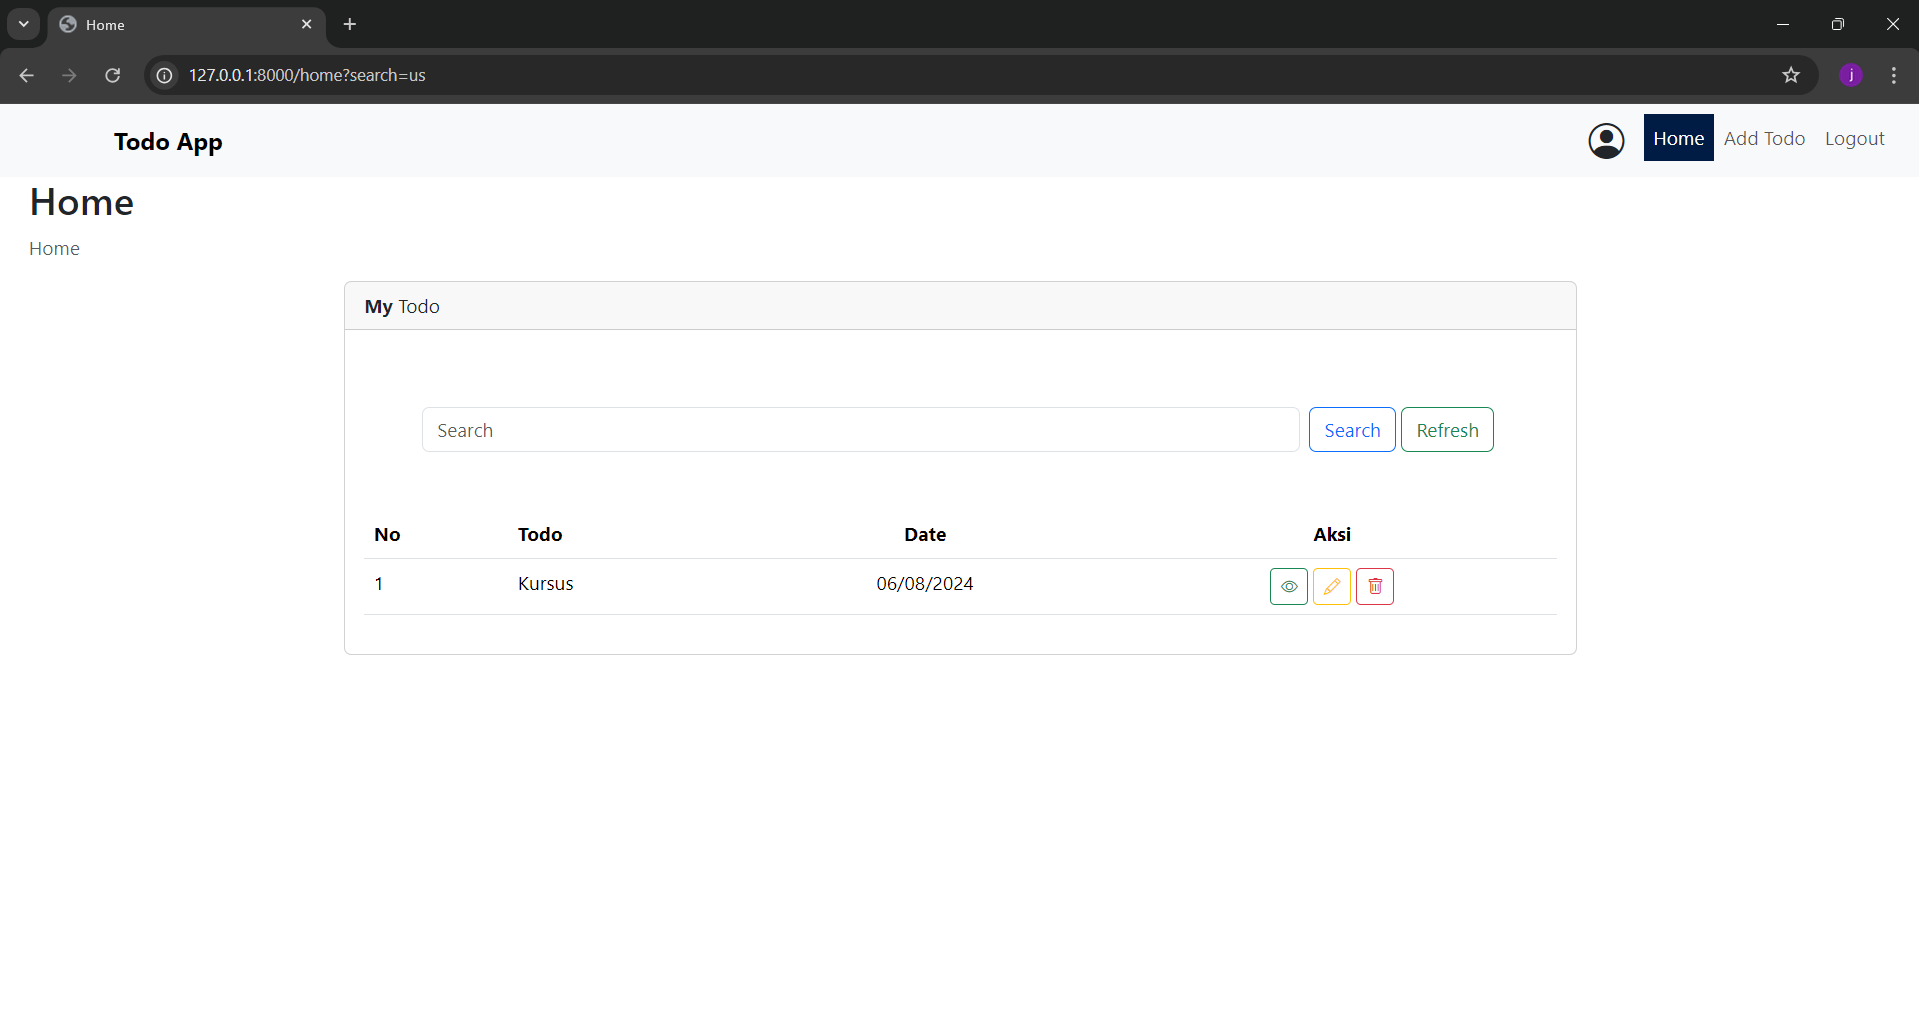 Home
127.0.0.1:8000/home?search=us
j
Todo App
Home Add Todo Logout
Home
Home
My Todo
Search Search Refresh
No Todo Date Aksi
1 Kursus 06/08/2024